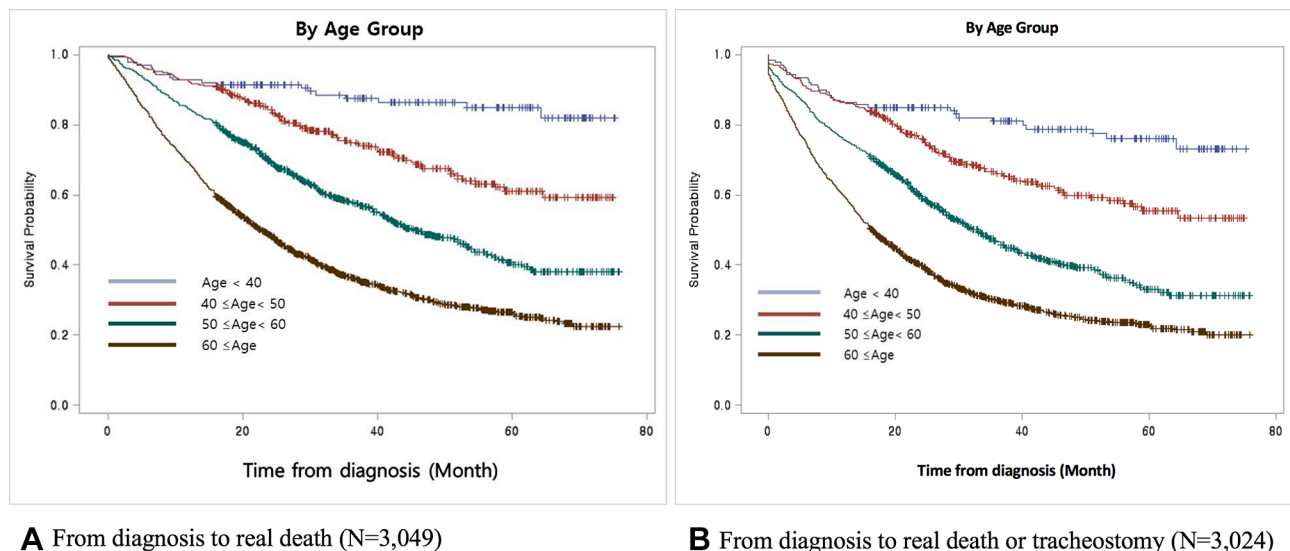 By Age Group
1.0
0.8
0.6
0.4
0.2
0.0
Survival Probability
Age < 40
40 ≤Age< 50
50 ≤Age< 60
60 ≤Age
0 20 40 60 80
Time from diagnosis (Month)
A From diagnosis to real death (N=3,049)
By Age Group
1.0
0.8
0.6
0.4
0.2
0.0
Survival Probability
Age < 40
40 ≤Age< 50
50 ≤Age< 60
60 ≤Age
0 20 40 60 80
Time from diagnosis (Month)
B From diagnosis to real death or tracheostomy (N=3,024)